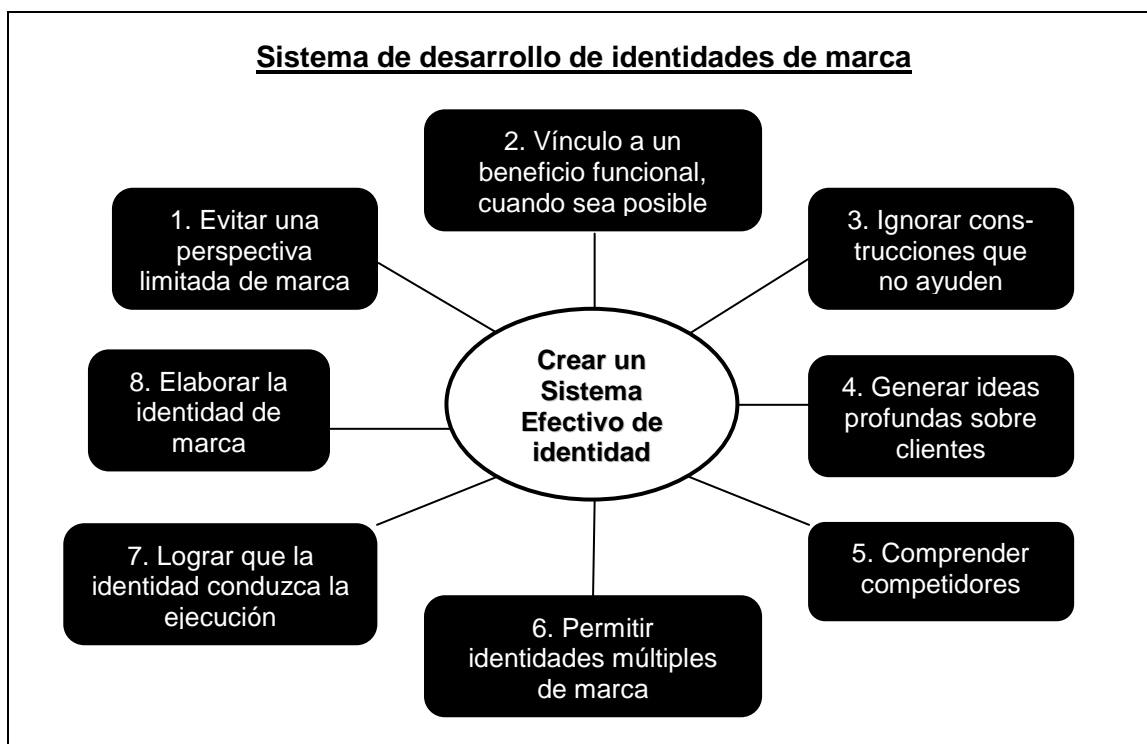 Sistema de desarrollo de identidades de marca
1. Evitar una
perspectiva
limitada de marca
2. Vínculo a un
beneficio funcional,
cuando sea posible
3. Ignorar cons-
trucciones que
no ayuden
4. Generar ideas
profundas sobre
clientes
5. Comprender
competidores
6. Permitir
identidades múltiples
de marca
7. Lograr que la
identidad conduzca la
ejecución
8. Elaborar la
identidad de
marca
Crear un
Sistema
Efectivo de
identidad